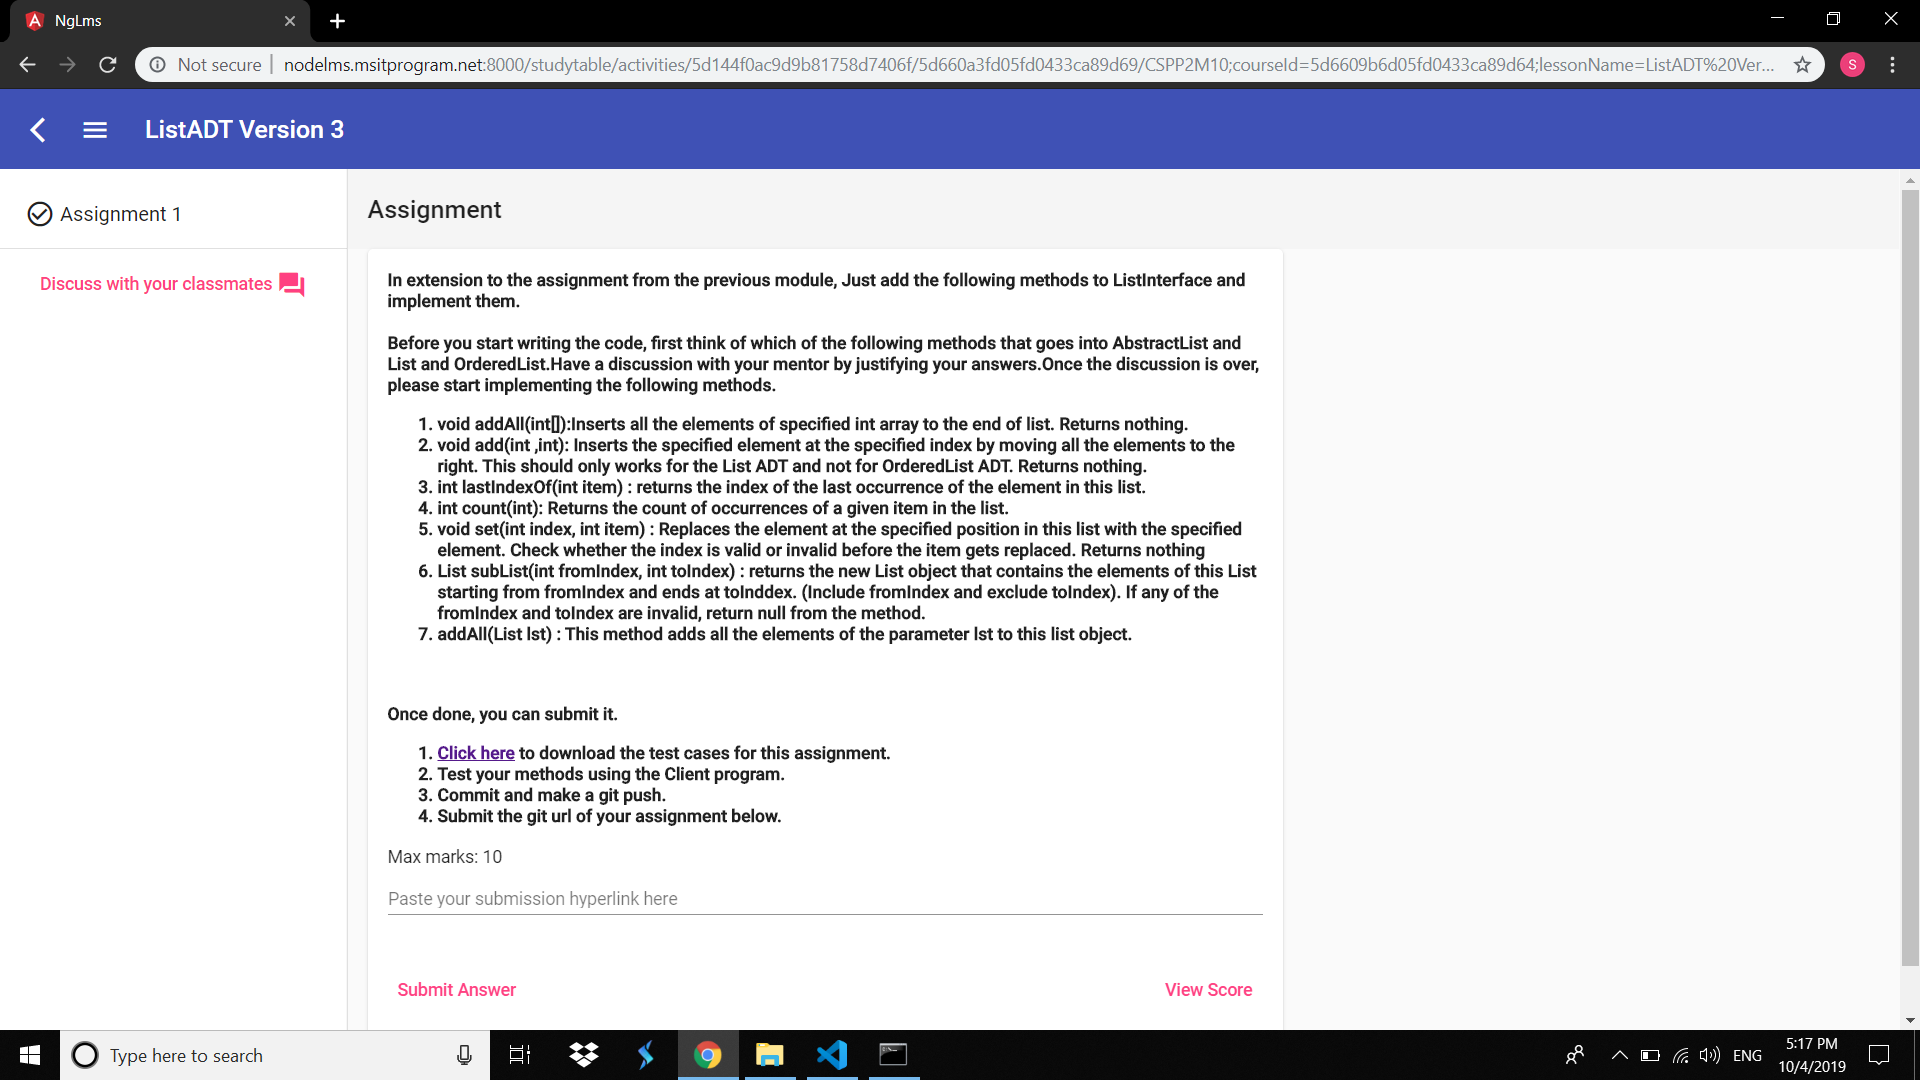 NgLms
Not secure | nodelms.msitprogram.net:8000/studytable/activities/5d144f0ac9d9b81758d7406f/5d660a3fd05fd0433ca89d69/CSPP2M10;courseId=5d6609b6d05fd0433ca89d64;lessonName=ListADT%20Ver...
S
ListADT Version 3
Assignment 1
Discuss with your classmates
Assignment
In extension to the assignment from the previous module, Just add the following methods to ListInterface and
implement them.
Before you start writing the code, first think of which of the following methods that goes into AbstractList and
List and OrderedList.Have a discussion with your mentor by justifying your answers.Once the discussion is over,
please start implementing the following methods.
1. void addAll(int[]):Inserts all the elements of specified int array to the end of list. Returns nothing.
2. void add(int ,int): Inserts the specified element at the specified index by moving all the elements to the
right. This should only works for the List ADT and not for OrderedList ADT. Returns nothing.
3. int lastIndexOf(int item) : returns the index of the last occurrence of the element in this list.
4. int count(int): Returns the count of occurrences of a given item in the list.
5. void set(int index, int item) : Replaces the element at the specified position in this list with the specified
element. Check whether the index is valid or invalid before the item gets replaced. Returns nothing
6. List subList(int fromIndex, int toIndex) : returns the new List object that contains the elements of this List
starting from fromIndex and ends at toInddex. (Include fromIndex and exclude toIndex). If any of the
fromIndex and toIndex are invalid, return null from the method.
7. addAll(List lst) : This method adds all the elements of the parameter lst to this list object.
Once done, you can submit it.
1. Click here to download the test cases for this assignment.
2. Test your methods using the Client program.
3. Commit and make a git push.
4. Submit the git url of your assignment below.
Max marks: 10
Paste your submission hyperlink here
Submit Answer
View Score
Type here to search
ENG
5:17 PM
10/4/2019